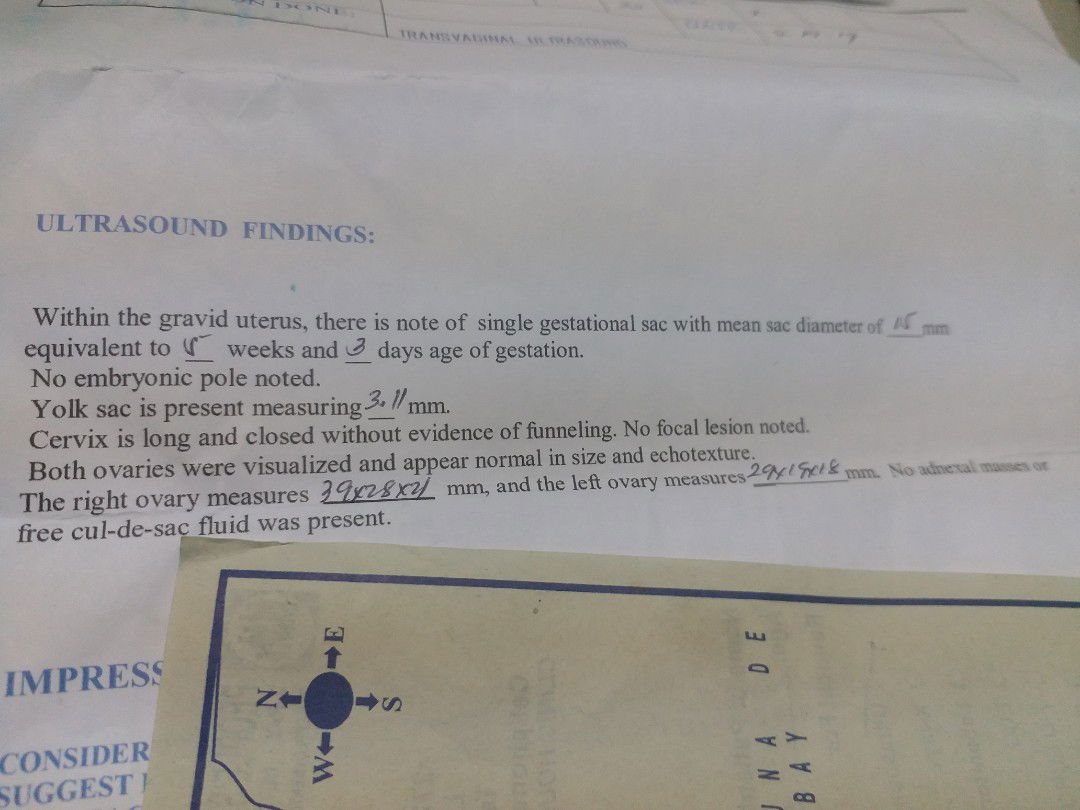 TRANSVAGINAL ULTRASOUND
ULTRASOUND FINDINGS:
Within the gravid uterus, there is note of single gestational sac with mean sac diameter of 15 mm
equivalent to 5 weeks and 3 days age of gestation.
No embryonic pole noted.
Yolk sac is present measuring 3.11 mm.
Cervix is long and closed without evidence of funneling. No focal lesion noted.
Both ovaries were visualized and appear normal in size and echotexture.
The right ovary measures 39x28x21 mm, and the left ovary measures 29x19x18 mm. No adnexal masses or
free cul-de-sac fluid was present.
IMPRESS
CONSIDER
SUGGEST
N
E
S
W
DE
NA
BAY